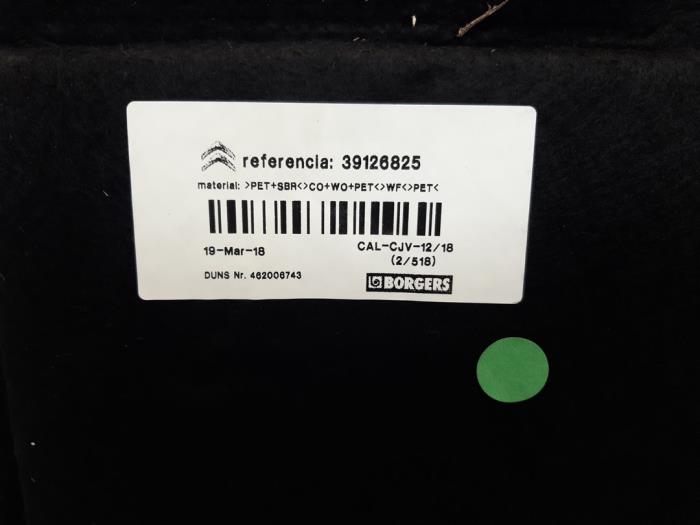 referencia: 39126825
material: >PET+SBR<>CO+WO+PET<>WF<>PET<
19-Mar-18
CAL-CJV-12/18
(2/518)
DUNS Nr. 462006743
BORGERS